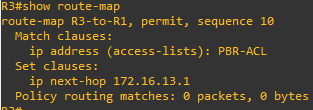 R3#show route-map
route-map R3-to-R1, permit, sequence 10
Match clauses:
ip address (access-lists): PBR-ACL
Set clauses:
ip next-hop 172.16.13.1
Policy routing matches: 0 packets, 0 bytes
R3#